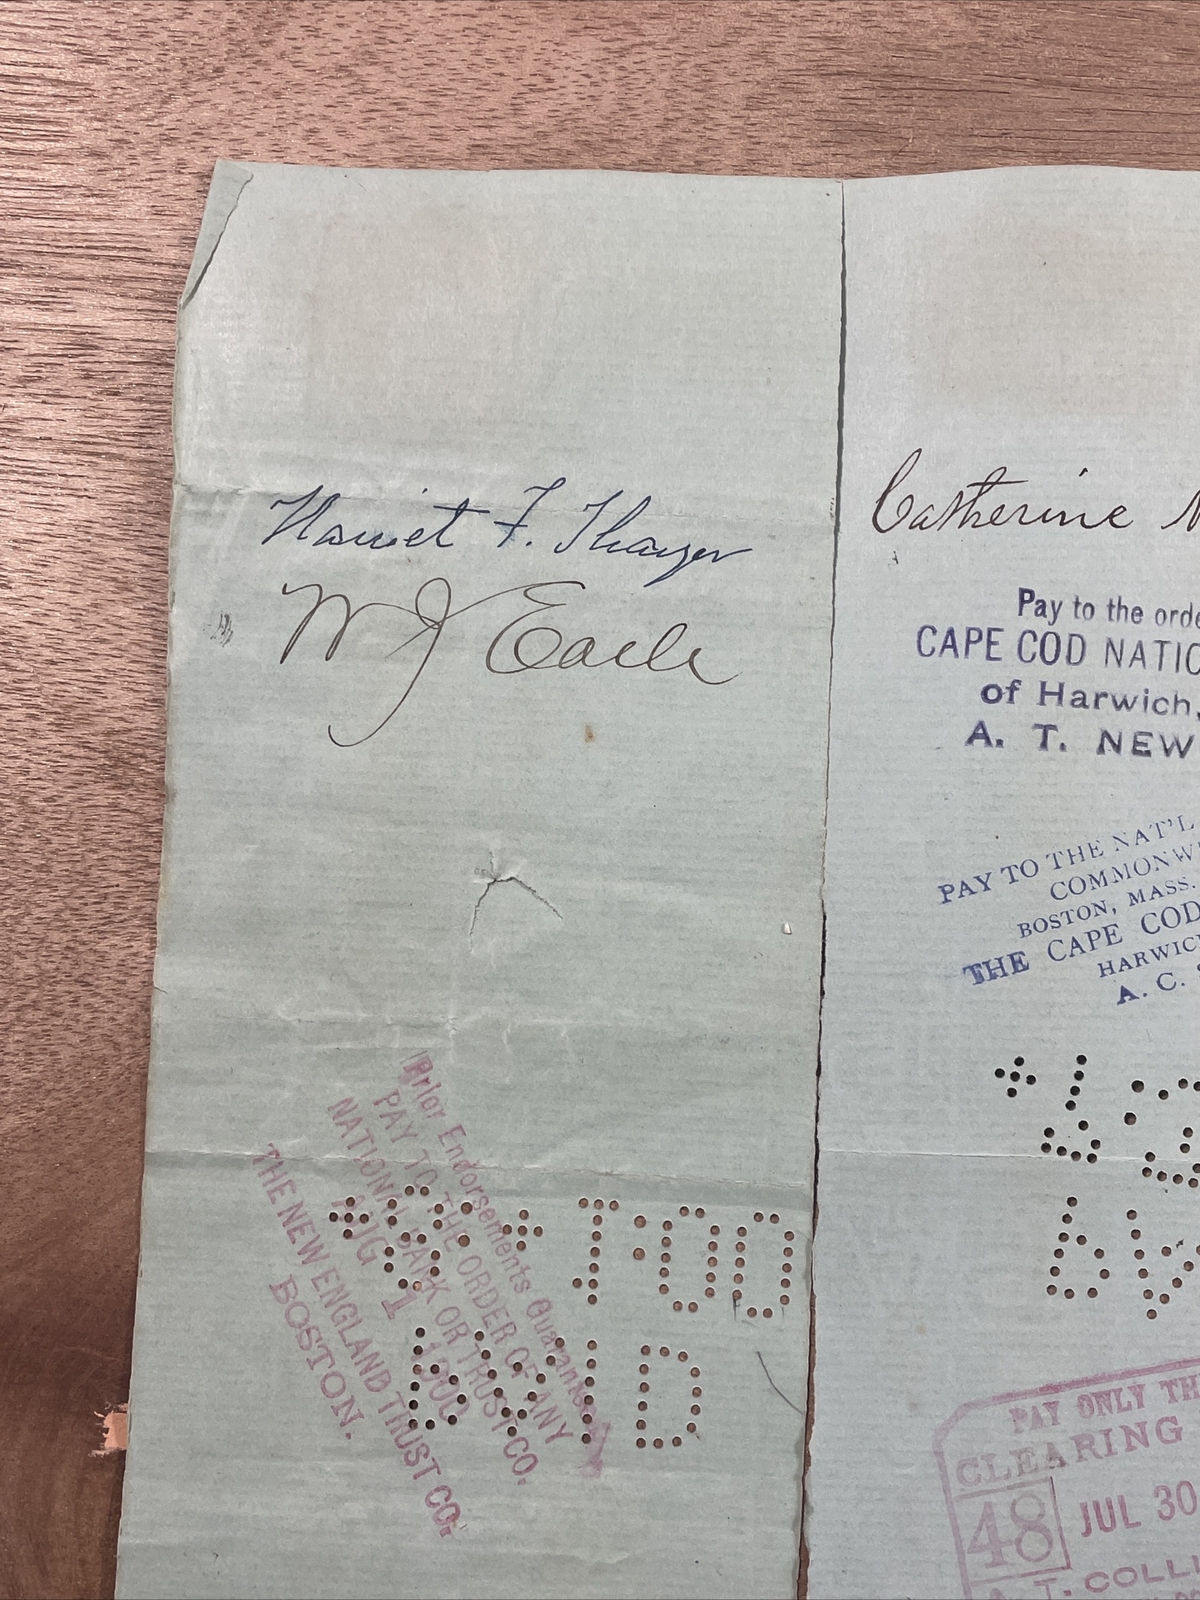 Harriet F. Thayer
W J Earle
Prior Endorsements Guaranteed
PAY TO THE ORDER OF ANY
NATIONAL BANK OR TRUST CO.
AUG 1
THE NEW ENGLAND TRUST CO.
BOSTON.
Catherine N
Pay to the orde
CAPE COD NATIO
of Harwich,
A. T. NEW
PAY TO THE NAT'L
COMMONW
BOSTON, MASS.
THE CAPE COD
HARWIC
A. C.
PAY ONLY TH
CLEARING
48 JUL 30
A. T. COLLI